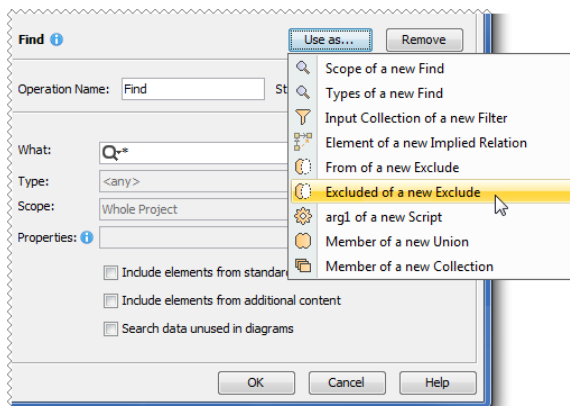 Find
Use as...
Remove
Scope of a new Find
Types of a new Find
Input Collection of a new Filter
Element of a new Implied Relation
From of a new Exclude
Excluded of a new Exclude
arg1 of a new Script
Member of a new Union
Member of a new Collection
Operation Name: Find
What: *
Type: <any>
Scope: Whole Project
Properties:
Include elements from
Include elements from additional content
Search data unused in diagrams
OK
Cancel
Help